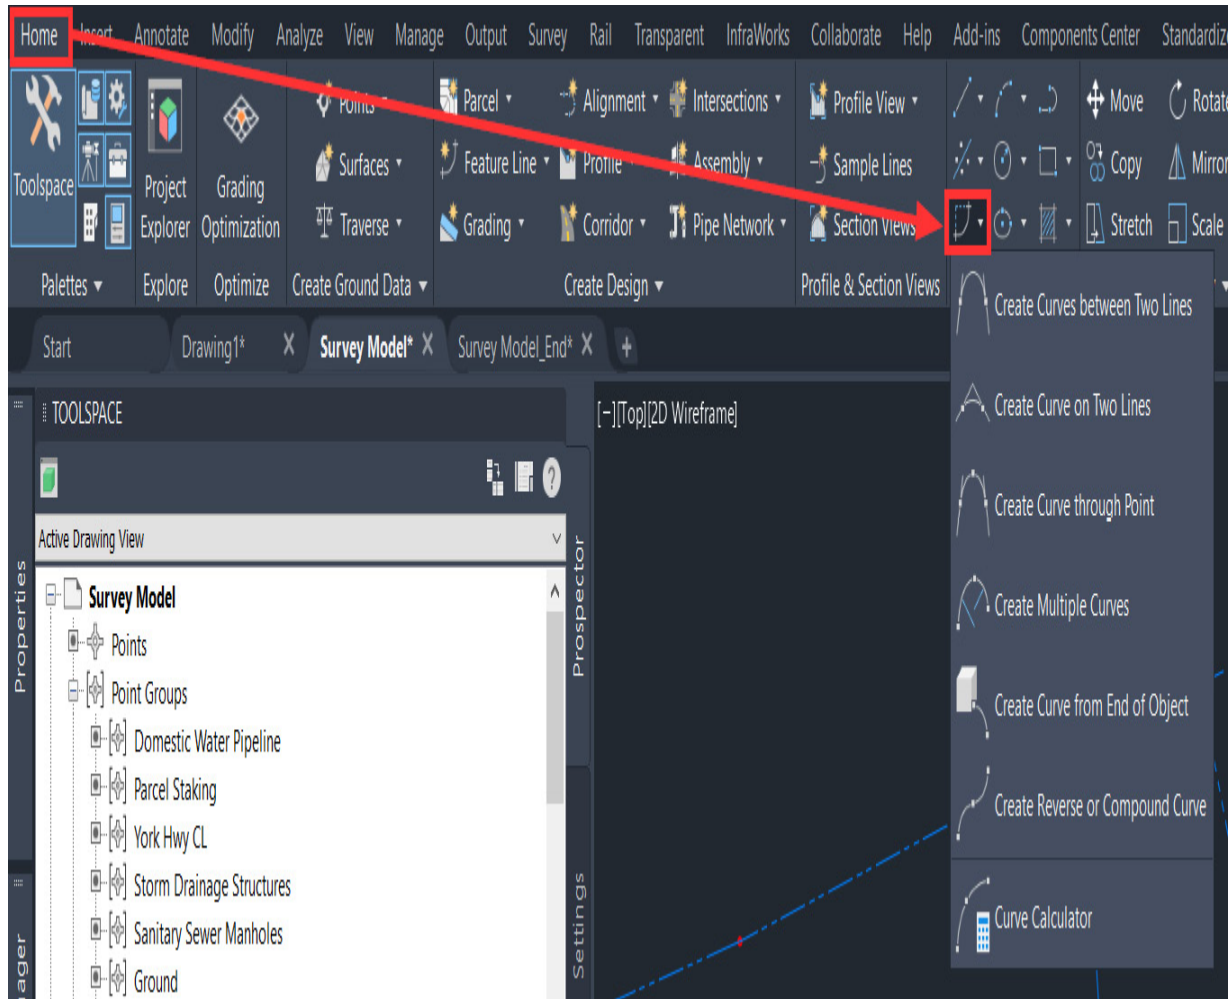 Home Insert Annotate Modify Analyze View Manage Output Survey Rail Transparent InfraWorks Collaborate Help Add-ins Components Center Standardiz
Points Parcel Alignment Intersections Profile View Move Rotate
Surfaces Feature Line Profile Assembly Sample Lines Copy Mirror
Toolspace Project Explorer Grading Optimization
Traverse Grading Corridor Pipe Network Section Views Stretch Scale
Palettes Explore Optimize Create Ground Data Create Design Profile & Section Views
Create Curves between Two Lines
Create Curve on Two Lines
Create Curve through Point
Create Multiple Curves
Create Curve from End of Object
Create Reverse or Compound Curve
Curve Calculator
Start Drawing1* Survey Model* Survey Model_End* +
TOOLSPACE
[–][Top][2D Wireframe]
Active Drawing View
Survey Model
Points
Point Groups
Domestic Water Pipeline
Parcel Staking
York Hwy CL
Storm Drainage Structures
Sanitary Sewer Manholes
Ground
Properties
nager
Prospector
Settings